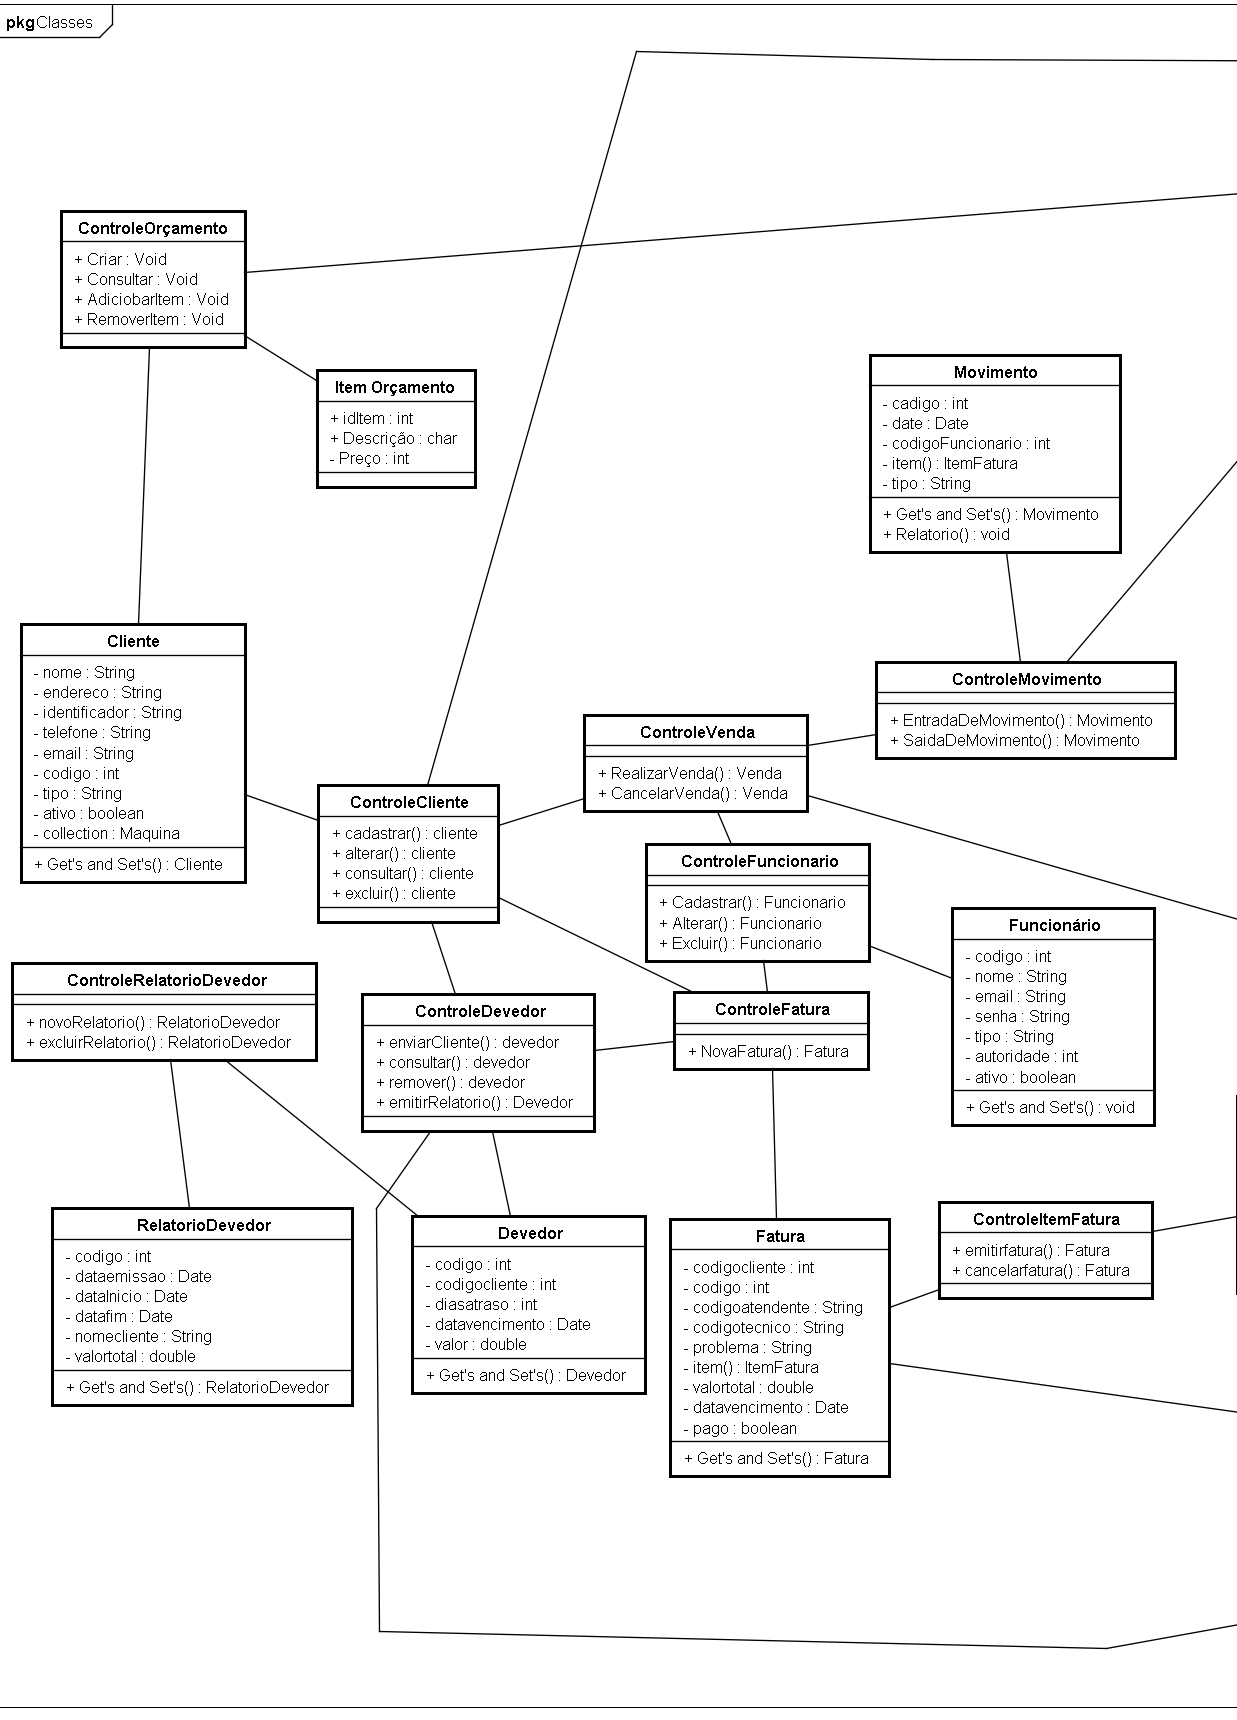 pkgClasses
ControleOrçamento
+ Criar : Void
+ Consultar : Void
+ AdiciobarItem : Void
+ RemoverItem : Void
Item Orçamento
+ idItem : int
+ Descrição : char
- Preço : int
Movimento
- cadigo : int
- date : Date
- codigoFuncionario : int
- item() : ItemFatura
- tipo : String
+ Get's and Set's() : Movimento
+ Relatorio() : void
Cliente
- nome : String
- endereco : String
- identificador : String
- telefone : String
- email : String
- codigo : int
- tipo : String
- ativo : boolean
- collection : Maquina
+ Get's and Set's() : Cliente
ControleMovimento
+ EntradaDeMovimento() : Movimento
+ SaidaDeMovimento() : Movimento
ControleVenda
+ RealizarVenda() : Venda
+ CancelarVenda() : Venda
ControleCliente
+ cadastrar() : cliente
+ alterar() : cliente
+ consultar() : cliente
+ excluir() : cliente
ControleFuncionario
+ Cadastrar() : Funcionario
+ Alterar() : Funcionario
+ Excluir() : Funcionario
Funcionário
- codigo : int
- nome : String
- email : String
- senha : String
- tipo : String
- autoridade : int
- ativo : boolean
+ Get's and Set's() : void
ControleRelatorioDevedor
+ novoRelatorio() : RelatorioDevedor
+ excluirRelatorio() : RelatorioDevedor
ControleDevedor
+ enviarCliente() : devedor
+ consultar() : devedor
+ remover() : devedor
+ emitirRelatorio() : Devedor
ControleFatura
+ NovaFatura() : Fatura
RelatorioDevedor
- codigo : int
- dataemissao : Date
- dataInicio : Date
- datafim : Date
- nomecliente : String
- valortotal : double
+ Get's and Set's() : RelatorioDevedor
Devedor
- codigo : int
- codigocliente : int
- diasatraso : int
- datavencimento : Date
- valor : double
+ Get's and Set's() : Devedor
Fatura
- codigocliente : int
- codigo : int
- codigoatendente : String
- codigotecnico : String
- problema : String
- item() : ItemFatura
- valortotal : double
- datavencimento : Date
- pago : boolean
+ Get's and Set's() : Fatura
ControleItemFatura
+ emitirfatura() : Fatura
+ cancelarfatura() : Fatura